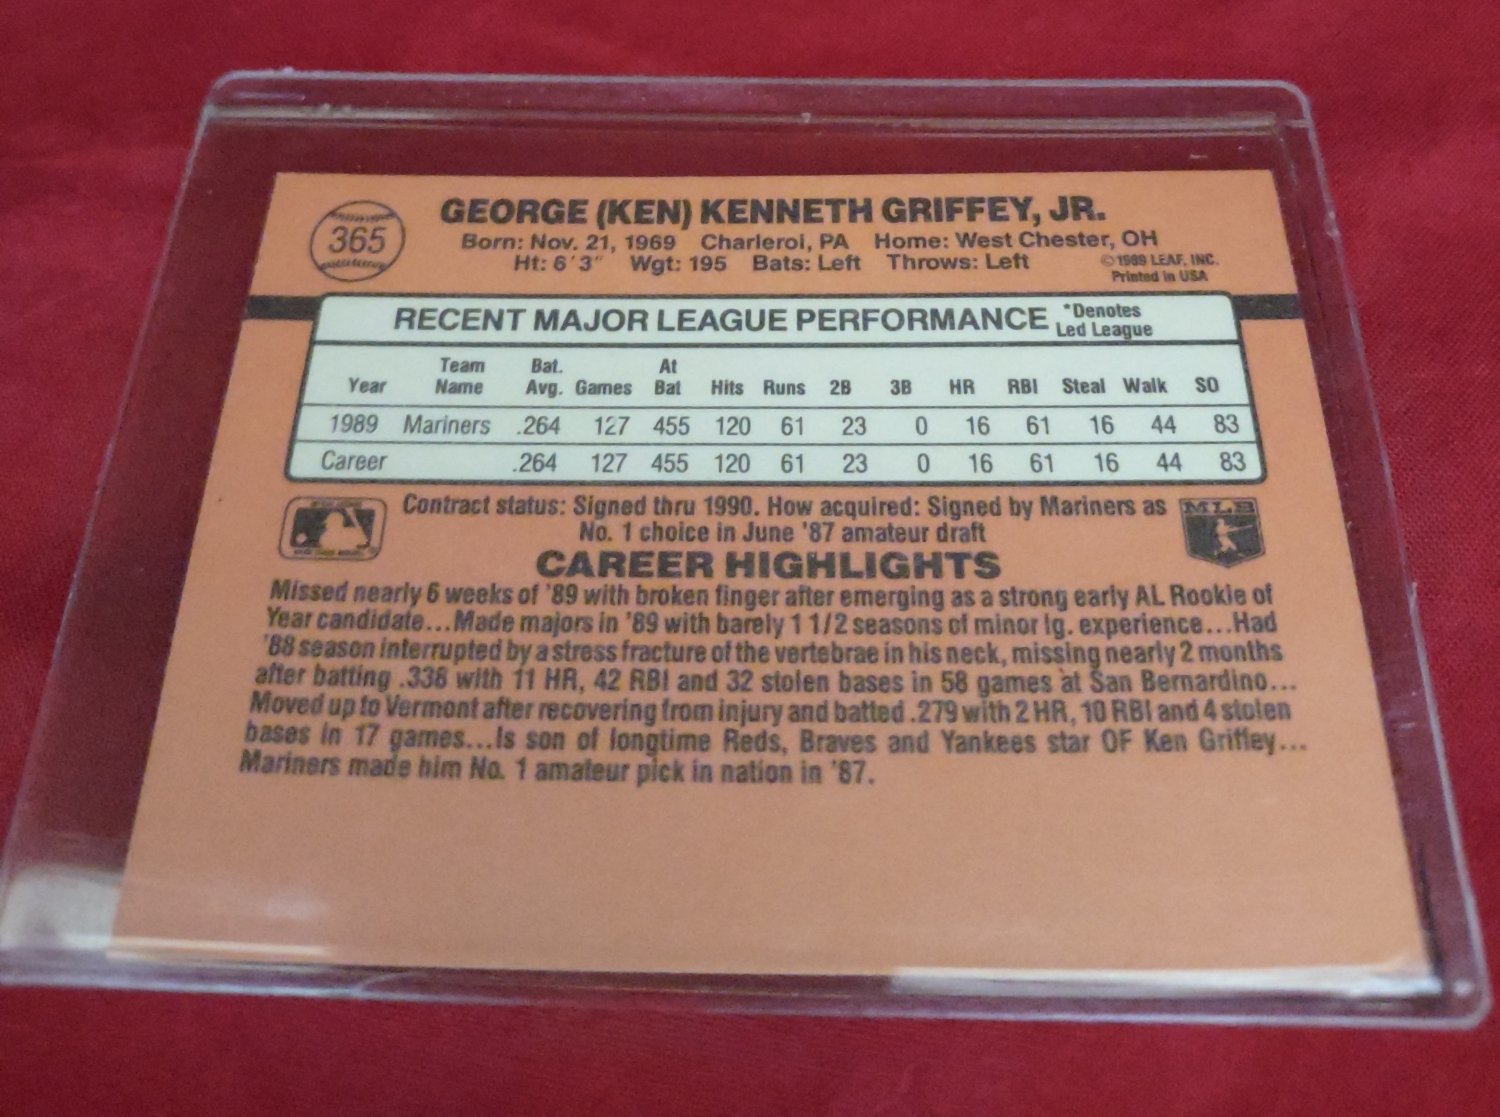 365
GEORGE (KEN) KENNETH GRIFFEY, JR.
Born: Nov. 21, 1969 Charleroi, PA Home: West Chester, OH
Ht: 6'3" Wgt: 195 Bats: Left Throws: Left
©1989 LEAF, INC.
Printed in USA
RECENT MAJOR LEAGUE PERFORMANCE *Denotes Led League
Year Team Name Bat. Avg. Games At Bat Hits Runs 2B 3B HR RBI Steal Walk SO
1989 Mariners .264 127 455 120 61 23 0 16 61 16 44 83
Career .264 127 455 120 61 23 0 16 61 16 44 83
Contract status: Signed thru 1990. How acquired: Signed by Mariners as
No. 1 choice in June '87 amateur draft
MLB
CAREER HIGHLIGHTS
Missed nearly 6 weeks of '89 with broken finger after emerging as a strong early AL Rookie of
Year candidate...Made majors in '89 with barely 1 1/2 seasons of minor lg. experience...Had
'88 season interrupted by a stress fracture of the vertebrae in his neck, missing nearly 2 months
after batting .338 with 11 HR, 42 RBI and 32 stolen bases in 58 games at San Bernardino...
Moved up to Vermont after recovering from injury and batted .279 with 2 HR, 10 RBI and 4 stolen
bases in 17 games...Is son of longtime Reds, Braves and Yankees star OF Ken Griffey...
Mariners made him No. 1 amateur pick in nation in '87.